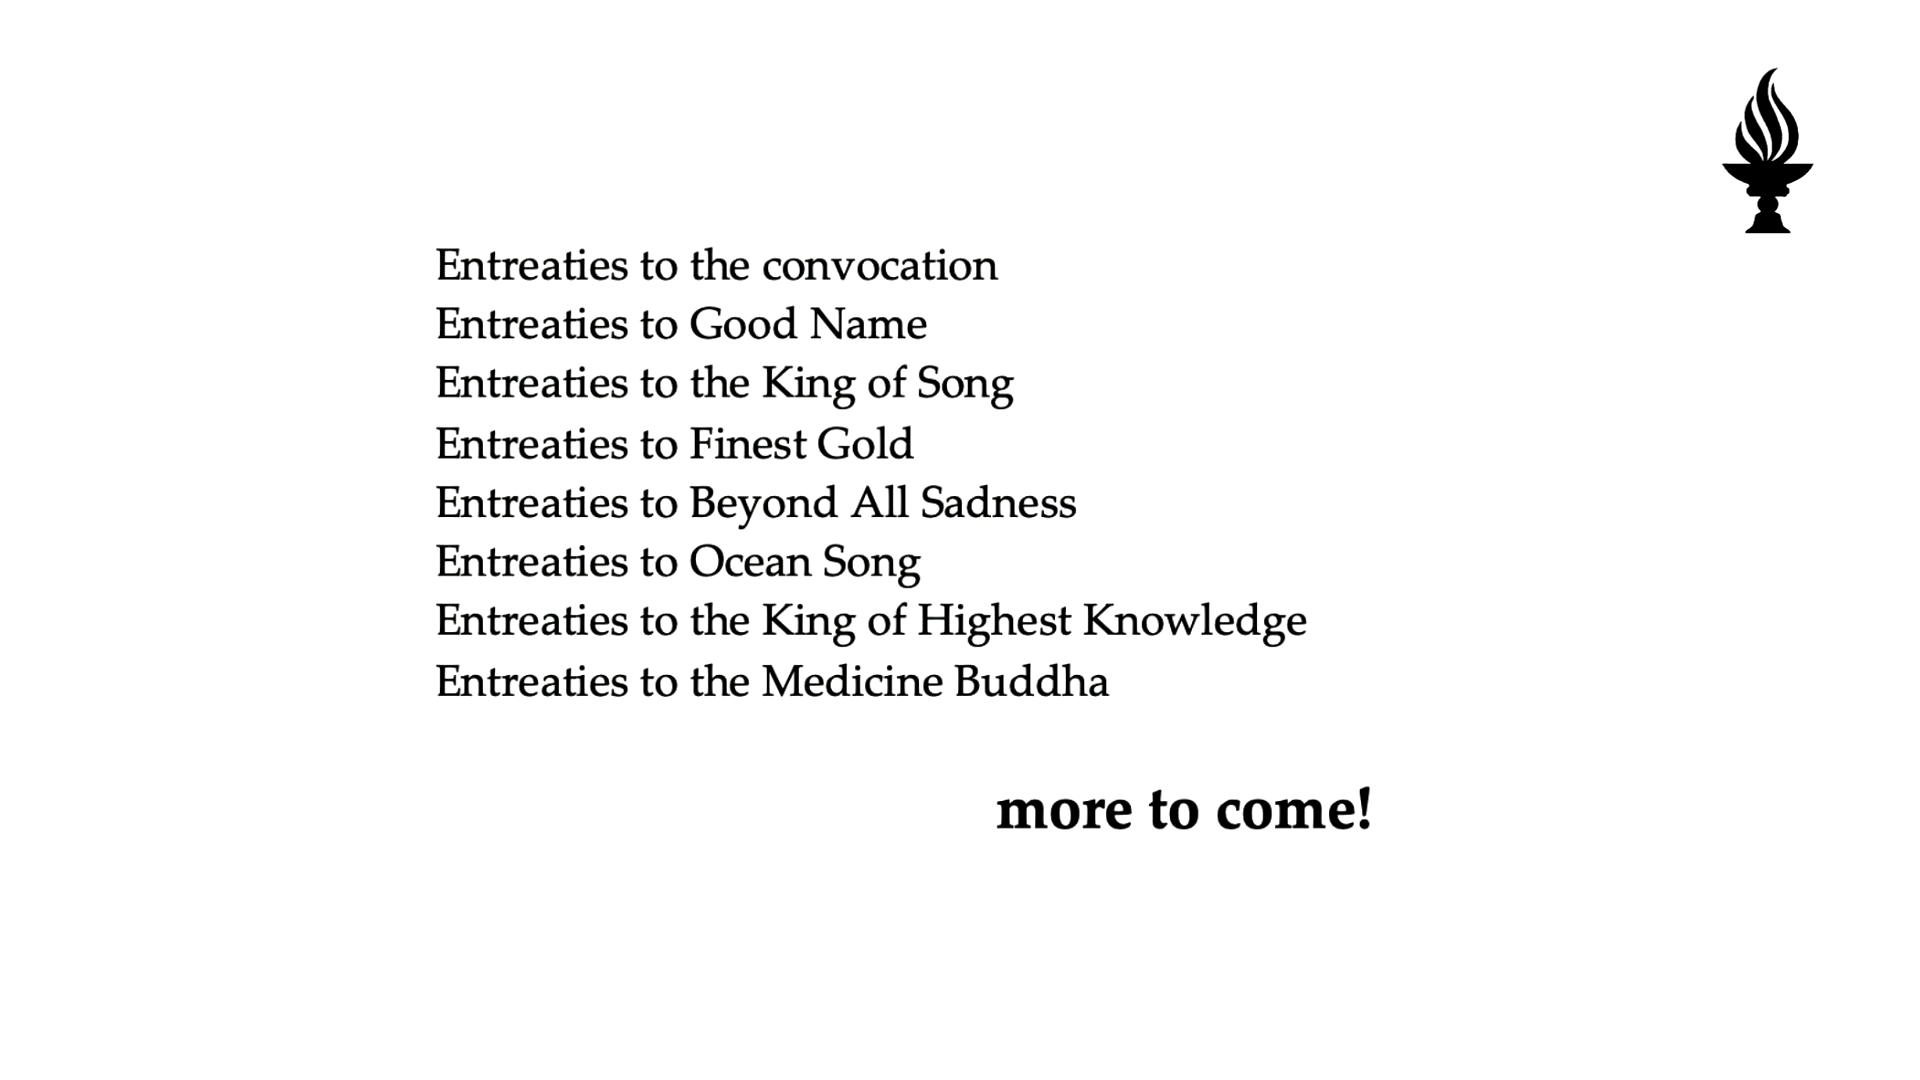 Entreaties to the convocation
Entreaties to Good Name
Entreaties to the King of Song
Entreaties to Finest Gold
Entreaties to Beyond All Sadness
Entreaties to Ocean Song
Entreaties to the King of Highest Knowledge
Entreaties to the Medicine Buddha
more to come!